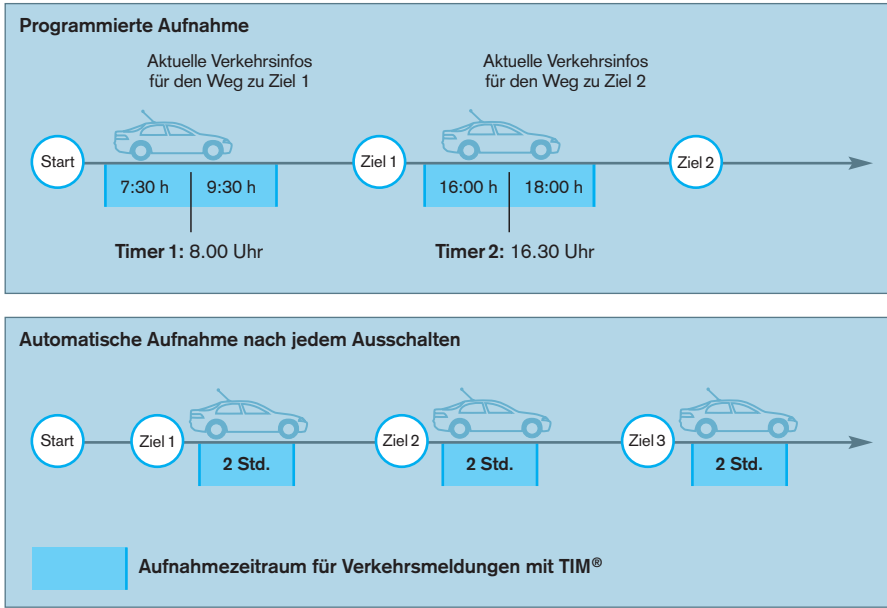 Programmierte Aufnahme
Aktuelle Verkehrsinfos
für den Weg zu Ziel 1
Aktuelle Verkehrsinfos
für den Weg zu Ziel 2
Start
Ziel 1
Ziel 2
7:30 h
9:30 h
16:00 h
18:00 h
Timer 1: 8.00 Uhr
Timer 2: 16.30 Uhr
Automatische Aufnahme nach jedem Ausschalten
Start
Ziel 1
Ziel 2
Ziel 3
2 Std.
2 Std.
2 Std.
Aufnahmezeitraum für Verkehrsmeldungen mit TIM®